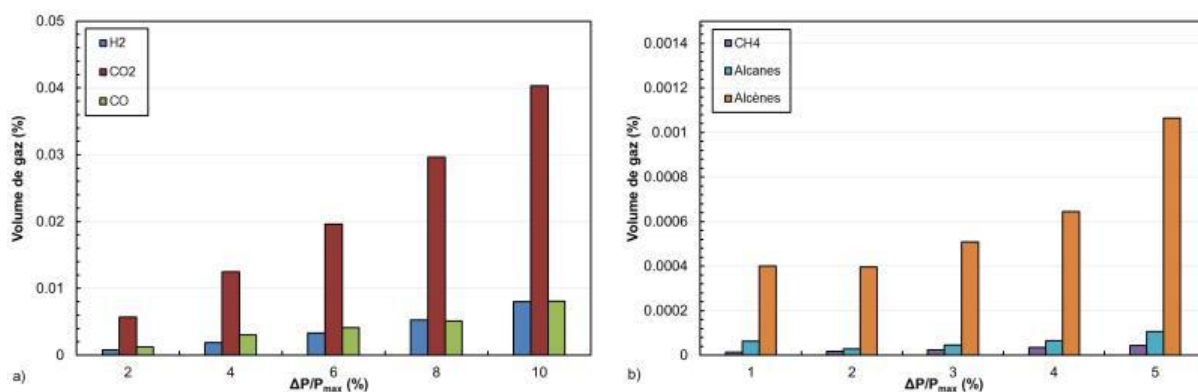 0.05
0.04
0.03
0.02
0.01
0
Volume de gaz (%)
H2
CO2
CO
2 4 6 8 10
ΔP/Pmax (%)
a)
0.0014
0.0012
0.001
0.0008
0.0006
0.0004
0.0002
0
Volume de gaz (%)
CH4
Alcanes
Alcènes
1 2 3 4 5
ΔP/Pmax (%)
b)